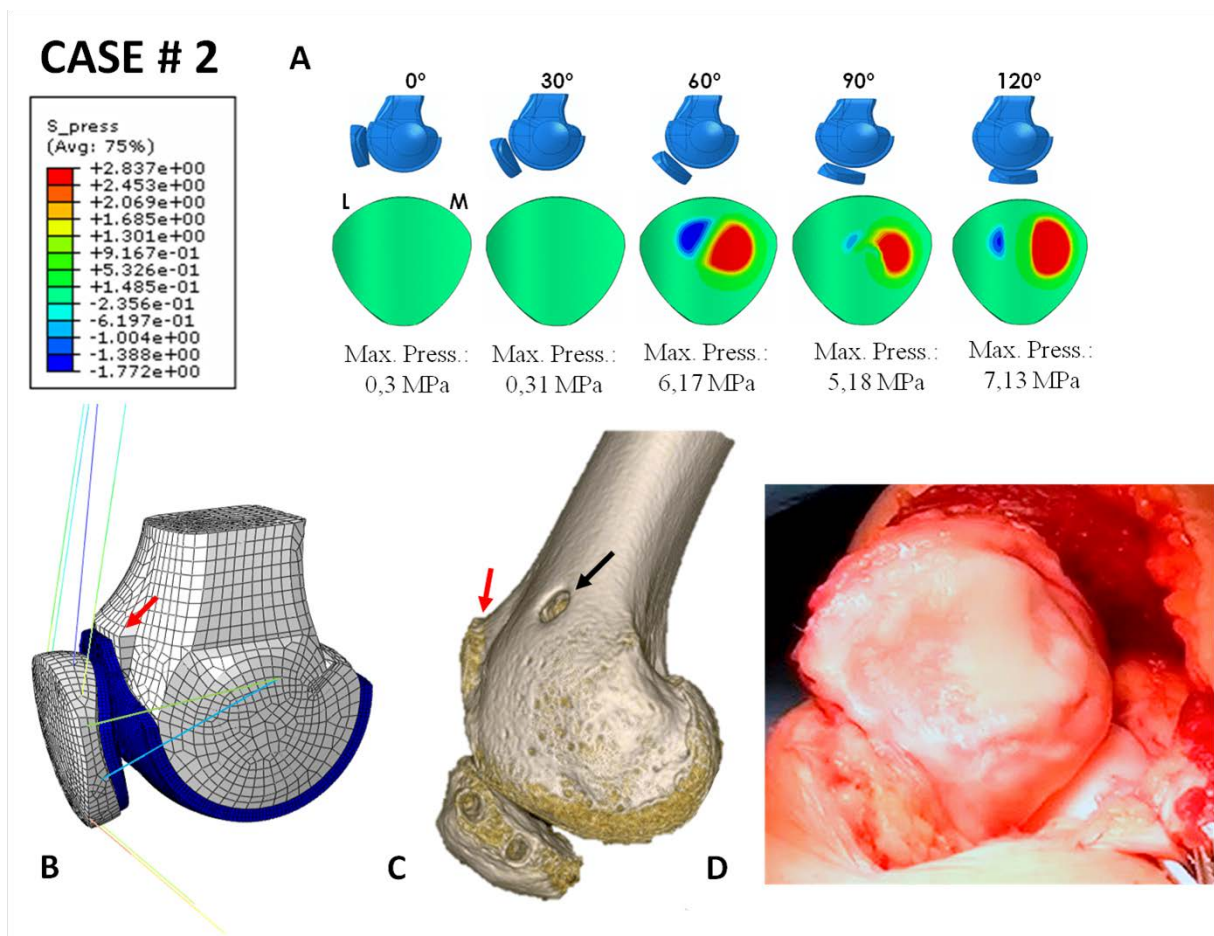 CASE # 2
A
0°
30°
60°
90°
120°
S_press
(Avg: 75%)
+2.837e+00
+2.453e+00
+2.069e+00
+1.685e+00
+1.301e+00
+9.167e-01
+5.326e-01
+1.485e-01
-2.356e-01
-6.197e-01
-1.004e+00
-1.388e+00
-1.772e+00
L
M
Max. Press.:
0,3 MPa
Max. Press.:
0,31 MPa
Max. Press.:
6,17 MPa
Max. Press.:
5,18 MPa
Max. Press.:
7,13 MPa
B
C
D